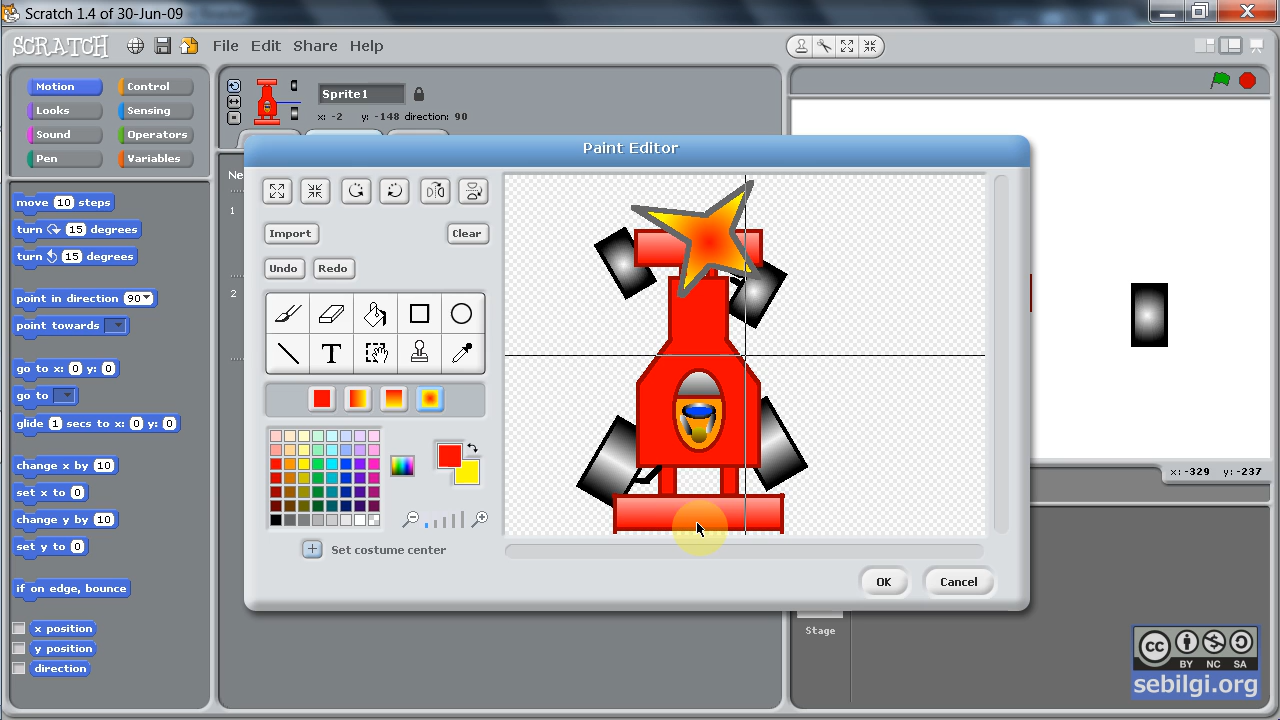 Scratch 1.4 of 30-Jun-09
SCRATCH File Edit Share Help
Motion Control
Looks Sensing
Sound Operators
Pen Variables
Sprite1
x: -2 y: -148 direction: 90
Paint Editor
Ne
1
2
move 10 steps
turn 15 degrees
turn 15 degrees
point in direction 90
point towards
go to x: 0 y: 0
go to
glide 1 secs to x: 0 y: 0
change x by 10
set x to 0
change y by 10
set y to 0
if on edge, bounce
x position
y position
direction
Import Clear
Undo Redo
T
Set costume center
OK Cancel
x: -329 y: -237
Stage
cc BY NC SA
sebilgi.org